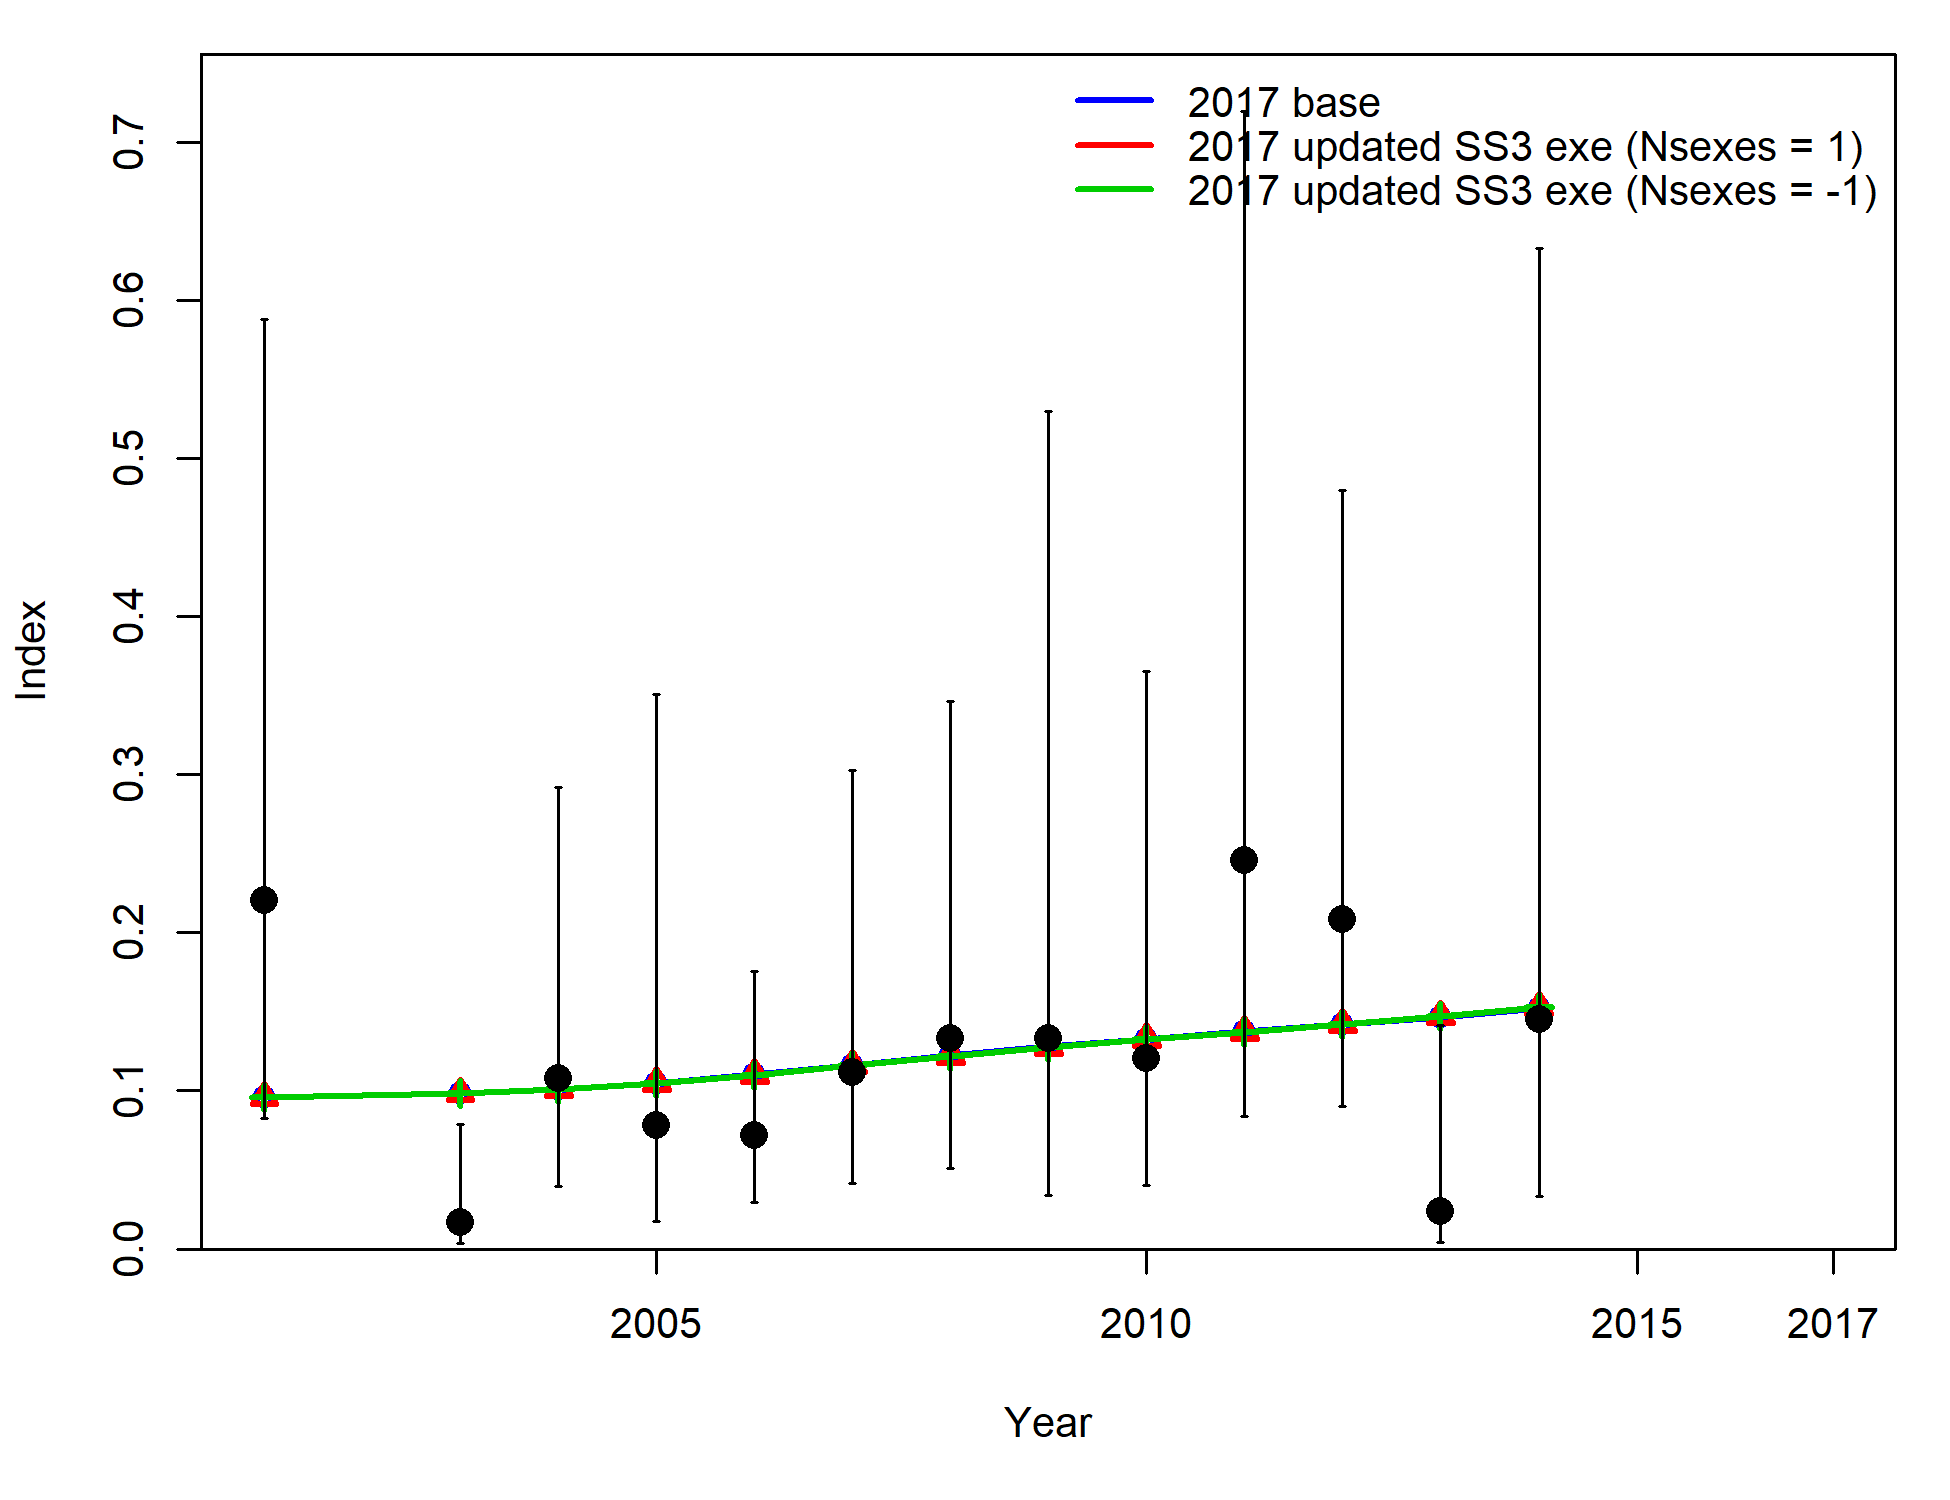 2017 base
2017 updated SS3 exe (Nsexes = 1)
2017 updated SS3 exe (Nsexes = -1)
0.7
0.6
0.5
0.4
0.3
0.2
0.1
0.0
Index
2005 2010 2015 2017
Year